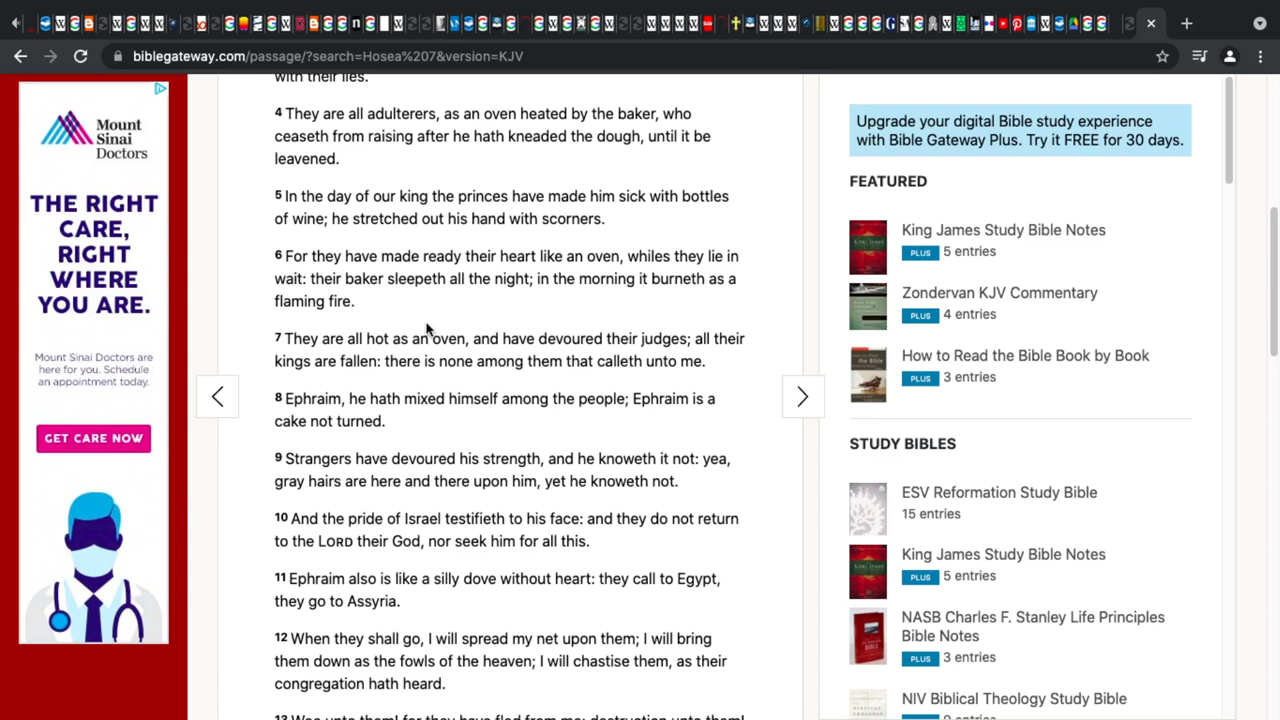 biblegateway.com/passage/?search=Hosea%207&version=KJV
Mount
Sinai
Doctors
THE RIGHT
CARE,
RIGHT
WHERE
YOU ARE.
Mount Sinai Doctors are
here for you. Schedule
an appointment today.
GET CARE NOW
with their lies.
4 They are all adulterers, as an oven heated by the baker, who
ceaseth from raising after he hath kneaded the dough, until it be
leavened.
5 In the day of our king the princes have made him sick with bottles
of wine; he stretched out his hand with scorners.
6 For they have made ready their heart like an oven, whiles they lie in
wait: their baker sleepeth all the night; in the morning it burneth as a
flaming fire.
7 They are all hot as an oven, and have devoured their judges; all their
kings are fallen: there is none among them that calleth unto me.
8 Ephraim, he hath mixed himself among the people; Ephraim is a
cake not turned.
9 Strangers have devoured his strength, and he knoweth it not: yea,
gray hairs are here and there upon him, yet he knoweth not.
10 And the pride of Israel testifieth to his face: and they do not return
to the LORD their God, nor seek him for all this.
11 Ephraim also is like a silly dove without heart: they call to Egypt,
they go to Assyria.
12 When they shall go, I will spread my net upon them; I will bring
them down as the fowls of the heaven; I will chastise them, as their
congregation hath heard.
13 Woe unto them! for they have fled from me: destruction unto them!
Upgrade your digital Bible study experience
with Bible Gateway Plus. Try it FREE for 30 days.
FEATURED
King James Study Bible Notes
PLUS 5 entries
Zondervan KJV Commentary
PLUS 4 entries
How to Read the Bible Book by Book
PLUS 3 entries
STUDY BIBLES
ESV Reformation Study Bible
15 entries
King James Study Bible Notes
PLUS 5 entries
NASB Charles F. Stanley Life Principles
Bible Notes
PLUS 3 entries
NIV Biblical Theology Study Bible